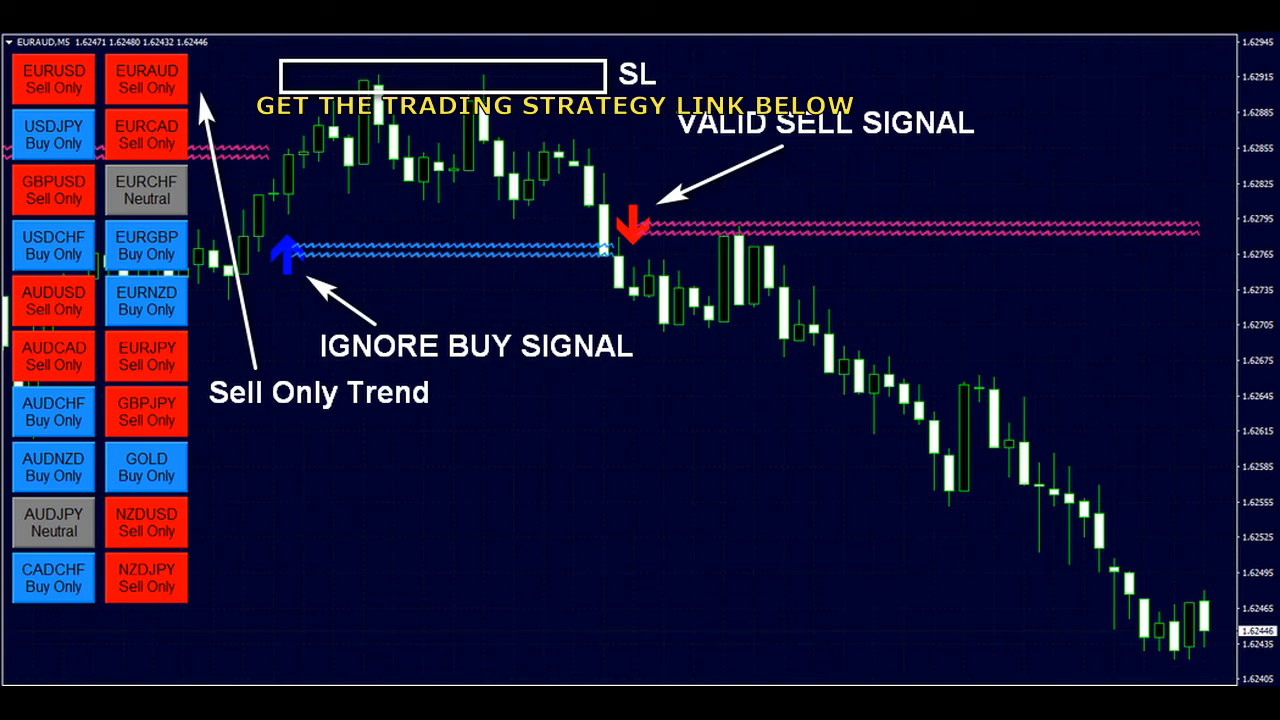 EURAUD,M5 1.62471 1.62480 1.62432 1.62446
EURUSD
Sell Only
EURAUD
Sell Only
USDJPY
Buy Only
EURCAD
Sell Only
GBPUSD
Sell Only
EURCHF
Neutral
USDCHF
Buy Only
EURGBP
Buy Only
AUDUSD
Sell Only
EURNZD
Buy Only
AUDCAD
Sell Only
EURJPY
Sell Only
AUDCHF
Buy Only
GBPJPY
Sell Only
AUDNZD
Buy Only
GOLD
Buy Only
AUDJPY
Neutral
NZDUSD
Sell Only
CADCHF
Buy Only
NZDJPY
Sell Only
SL
GET THE TRADING STRATEGY LINK BELOW
VALID SELL SIGNAL
IGNORE BUY SIGNAL
Sell Only Trend
1.62945
1.62915
1.62885
1.62855
1.62825
1.62795
1.62765
1.62735
1.62705
1.62675
1.62645
1.62615
1.62585
1.62555
1.62525
1.62495
1.62465
1.62446
1.62435
1.62405